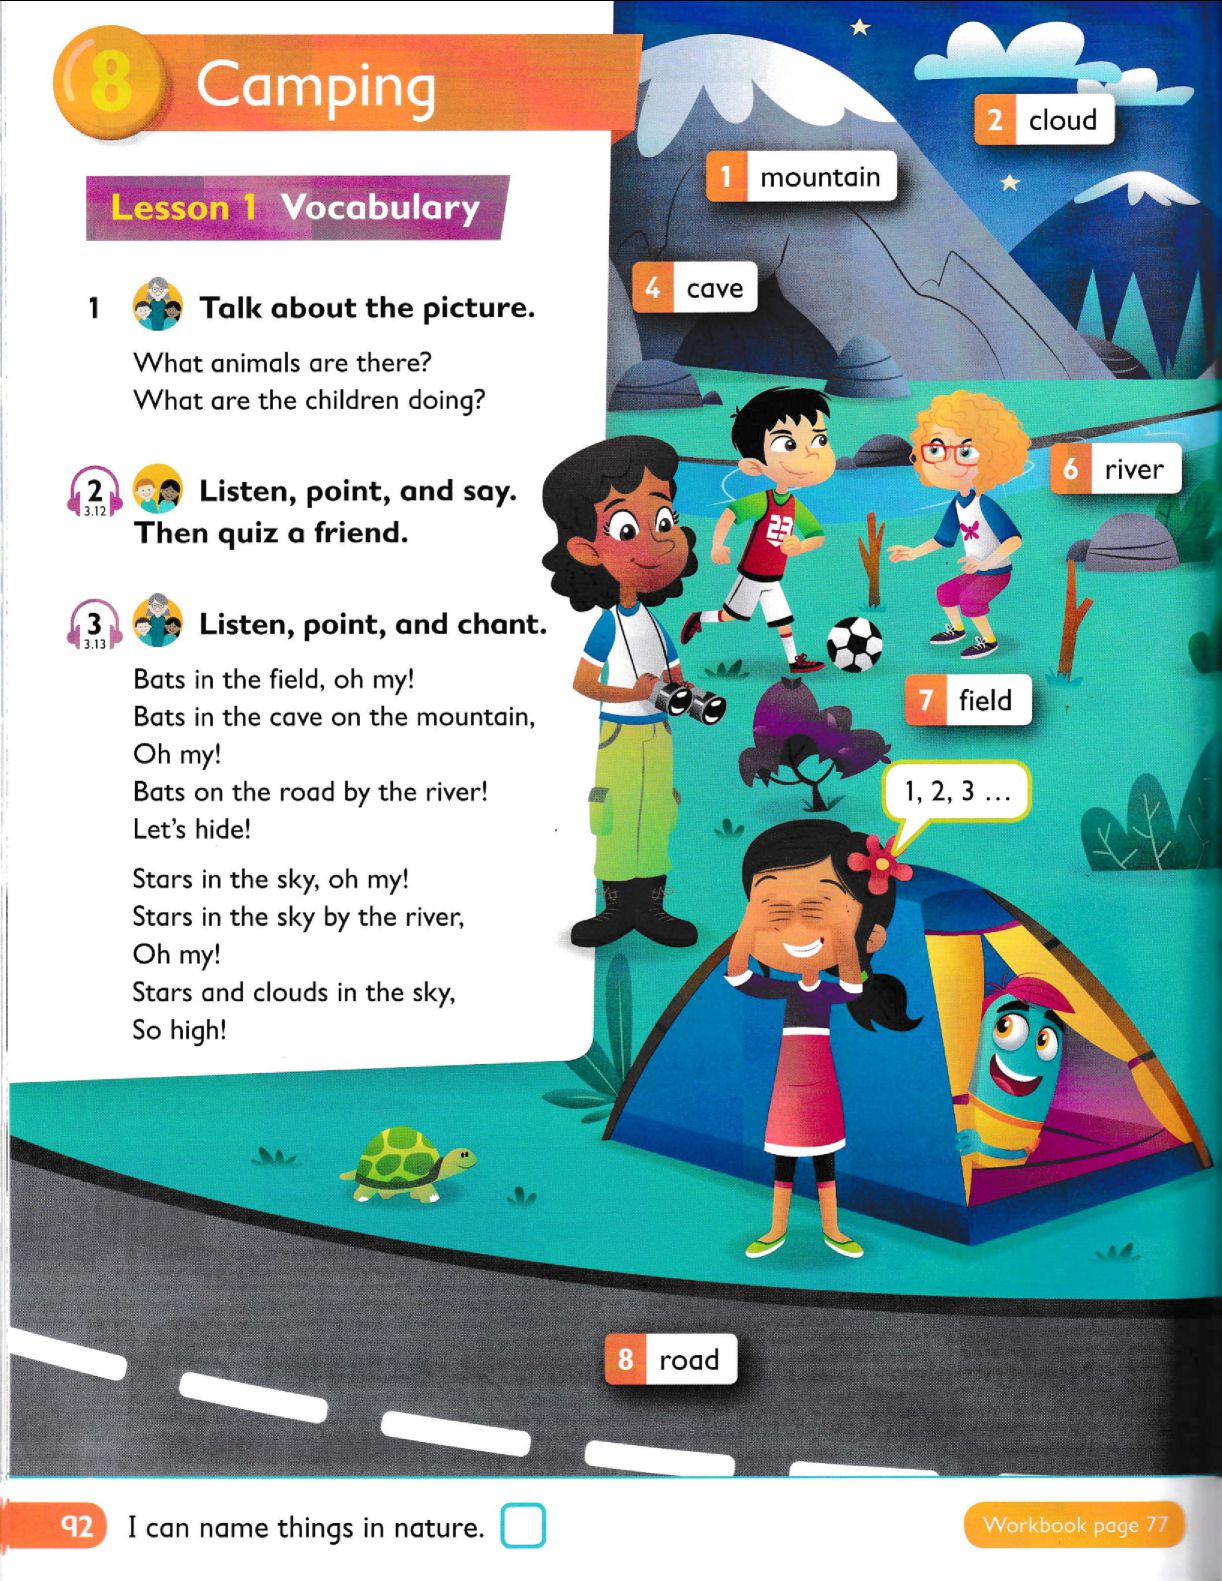 8 Camping
Lesson 1 Vocabulary
1 Talk about the picture.
What animals are there?
What are the children doing?
2 Listen, point, and say.
3.12
Then quiz a friend.
3 Listen, point, and chant.
3.13
Bats in the field, oh my!
Bats in the cave on the mountain,
Oh my!
Bats on the road by the river!
Let's hide!
Stars in the sky, oh my!
Stars in the sky by the river,
Oh my!
Stars and clouds in the sky,
So high!
2 cloud
1 mountain
4 cave
6 river
23
7 field
1, 2, 3 ...
8 road
92 I can name things in nature.
Workbook page 77